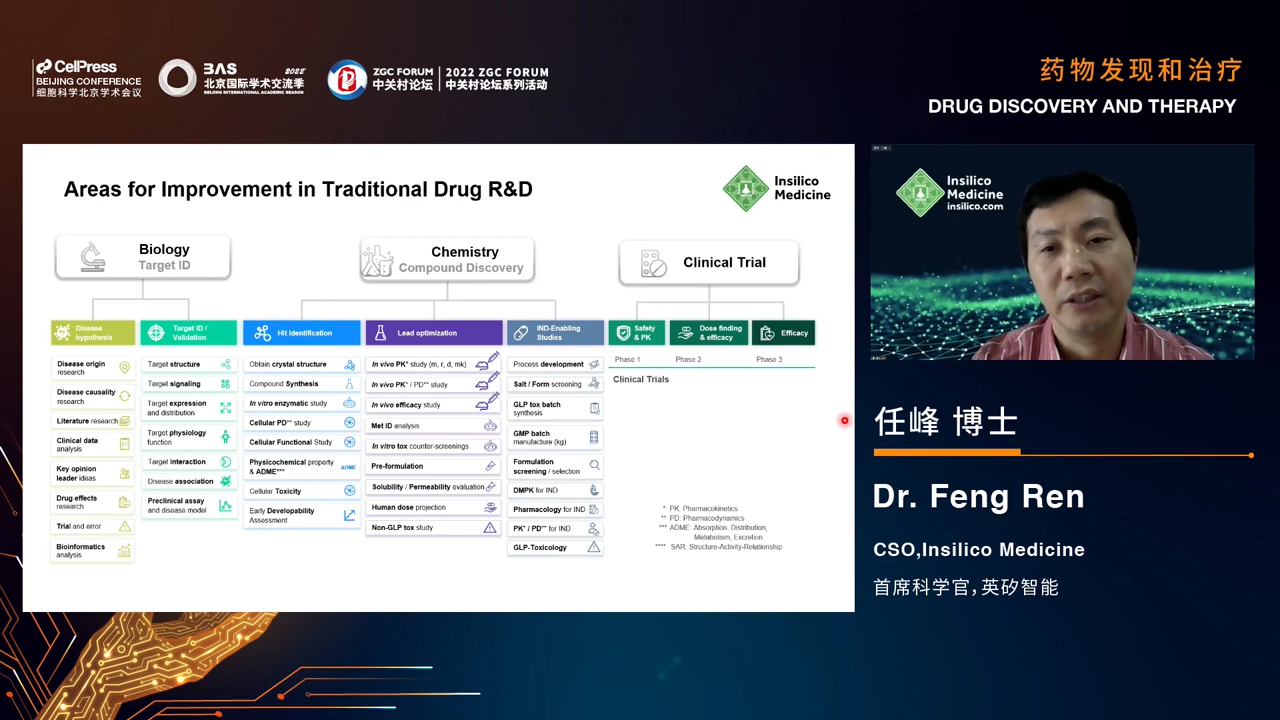 CellPress
BEIJING CONFERENCE
细胞科学北京学术会议
BAS 2022
北京国际学术交流季
BEIJING INTERNATIONAL ACADEMIC SEASON
ZGC FORUM
中关村论坛
2022 ZGC FORUM
中关村论坛系列活动
药物发现和治疗
DRUG DISCOVERY AND THERAPY
Areas for Improvement in Traditional Drug R&D
Insilico
Medicine
Biology
Target ID
Chemistry
Compound Discovery
Clinical Trial
Disease
hypothesis
Disease origin
research
Disease causality
research
Literature research
Clinical data
analysis
Key opinion
leader ideas
Drug effects
research
Trial and error
Bioinformatics
analysis
Target ID /
Validation
Target structure
Target signaling
Target expression
and distribution
Target physiology
function
Target interaction
Disease association
Preclinical assay
and disease model
Hit identification
Obtain crystal structure
Compound Synthesis
In vitro enzymatic study
Cellular PD** study
Cellular Functional Study
Physicochemical property
& ADME***
ADME
Cellular Toxicity
Early Developability
Assessment
Lead optimization
In vivo PK* study (m, r, d, mk)
In vivo PK* / PD** study
In vivo efficacy study
Met ID analysis
In vitro tox counter-screenings
Pre-formulation
Solubility / Permeability evaluation
Human dose projection
Non-GLP tox study
IND-Enabling
Studies
Process development
Salt / Form screening
GLP tox batch
synthesis
GMP batch
manufacture (kg)
Formulation
screening / selection
DMPK for IND
Pharmacology for IND
PK* / PD** for IND
GLP-Toxicology
Safety
& PK
Dose finding
& efficacy
Efficacy
Phase 1
Phase 2
Phase 3
Clinical Trials
* PK: Pharmacokinetics
** PD: Pharmacodynamics
*** ADME: Absorption, Distribution,
Metabolism, Excretion
**** SAR: Structure-Activity-Relationship
Insilico
Medicine
insilico.com
任峰 博士
Dr. Feng Ren
CSO,Insilico Medicine
首席科学官,英矽智能